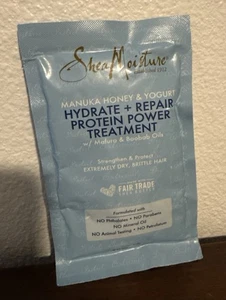 SheaMoisture
MANUKA HONEY & YOGURT
HYDRATE + REPAIR
PROTEIN POWER
TREATMENT
w/ Mafura & Baobab Oils
Strengthen & Protect
EXTREMELY DRY, BRITTLE HAIR
FAIR TRADE
Formulated with
NO Phthalates • NO Parabens
NO Mineral Oil
NO Animal Testing • NO Petrolatum